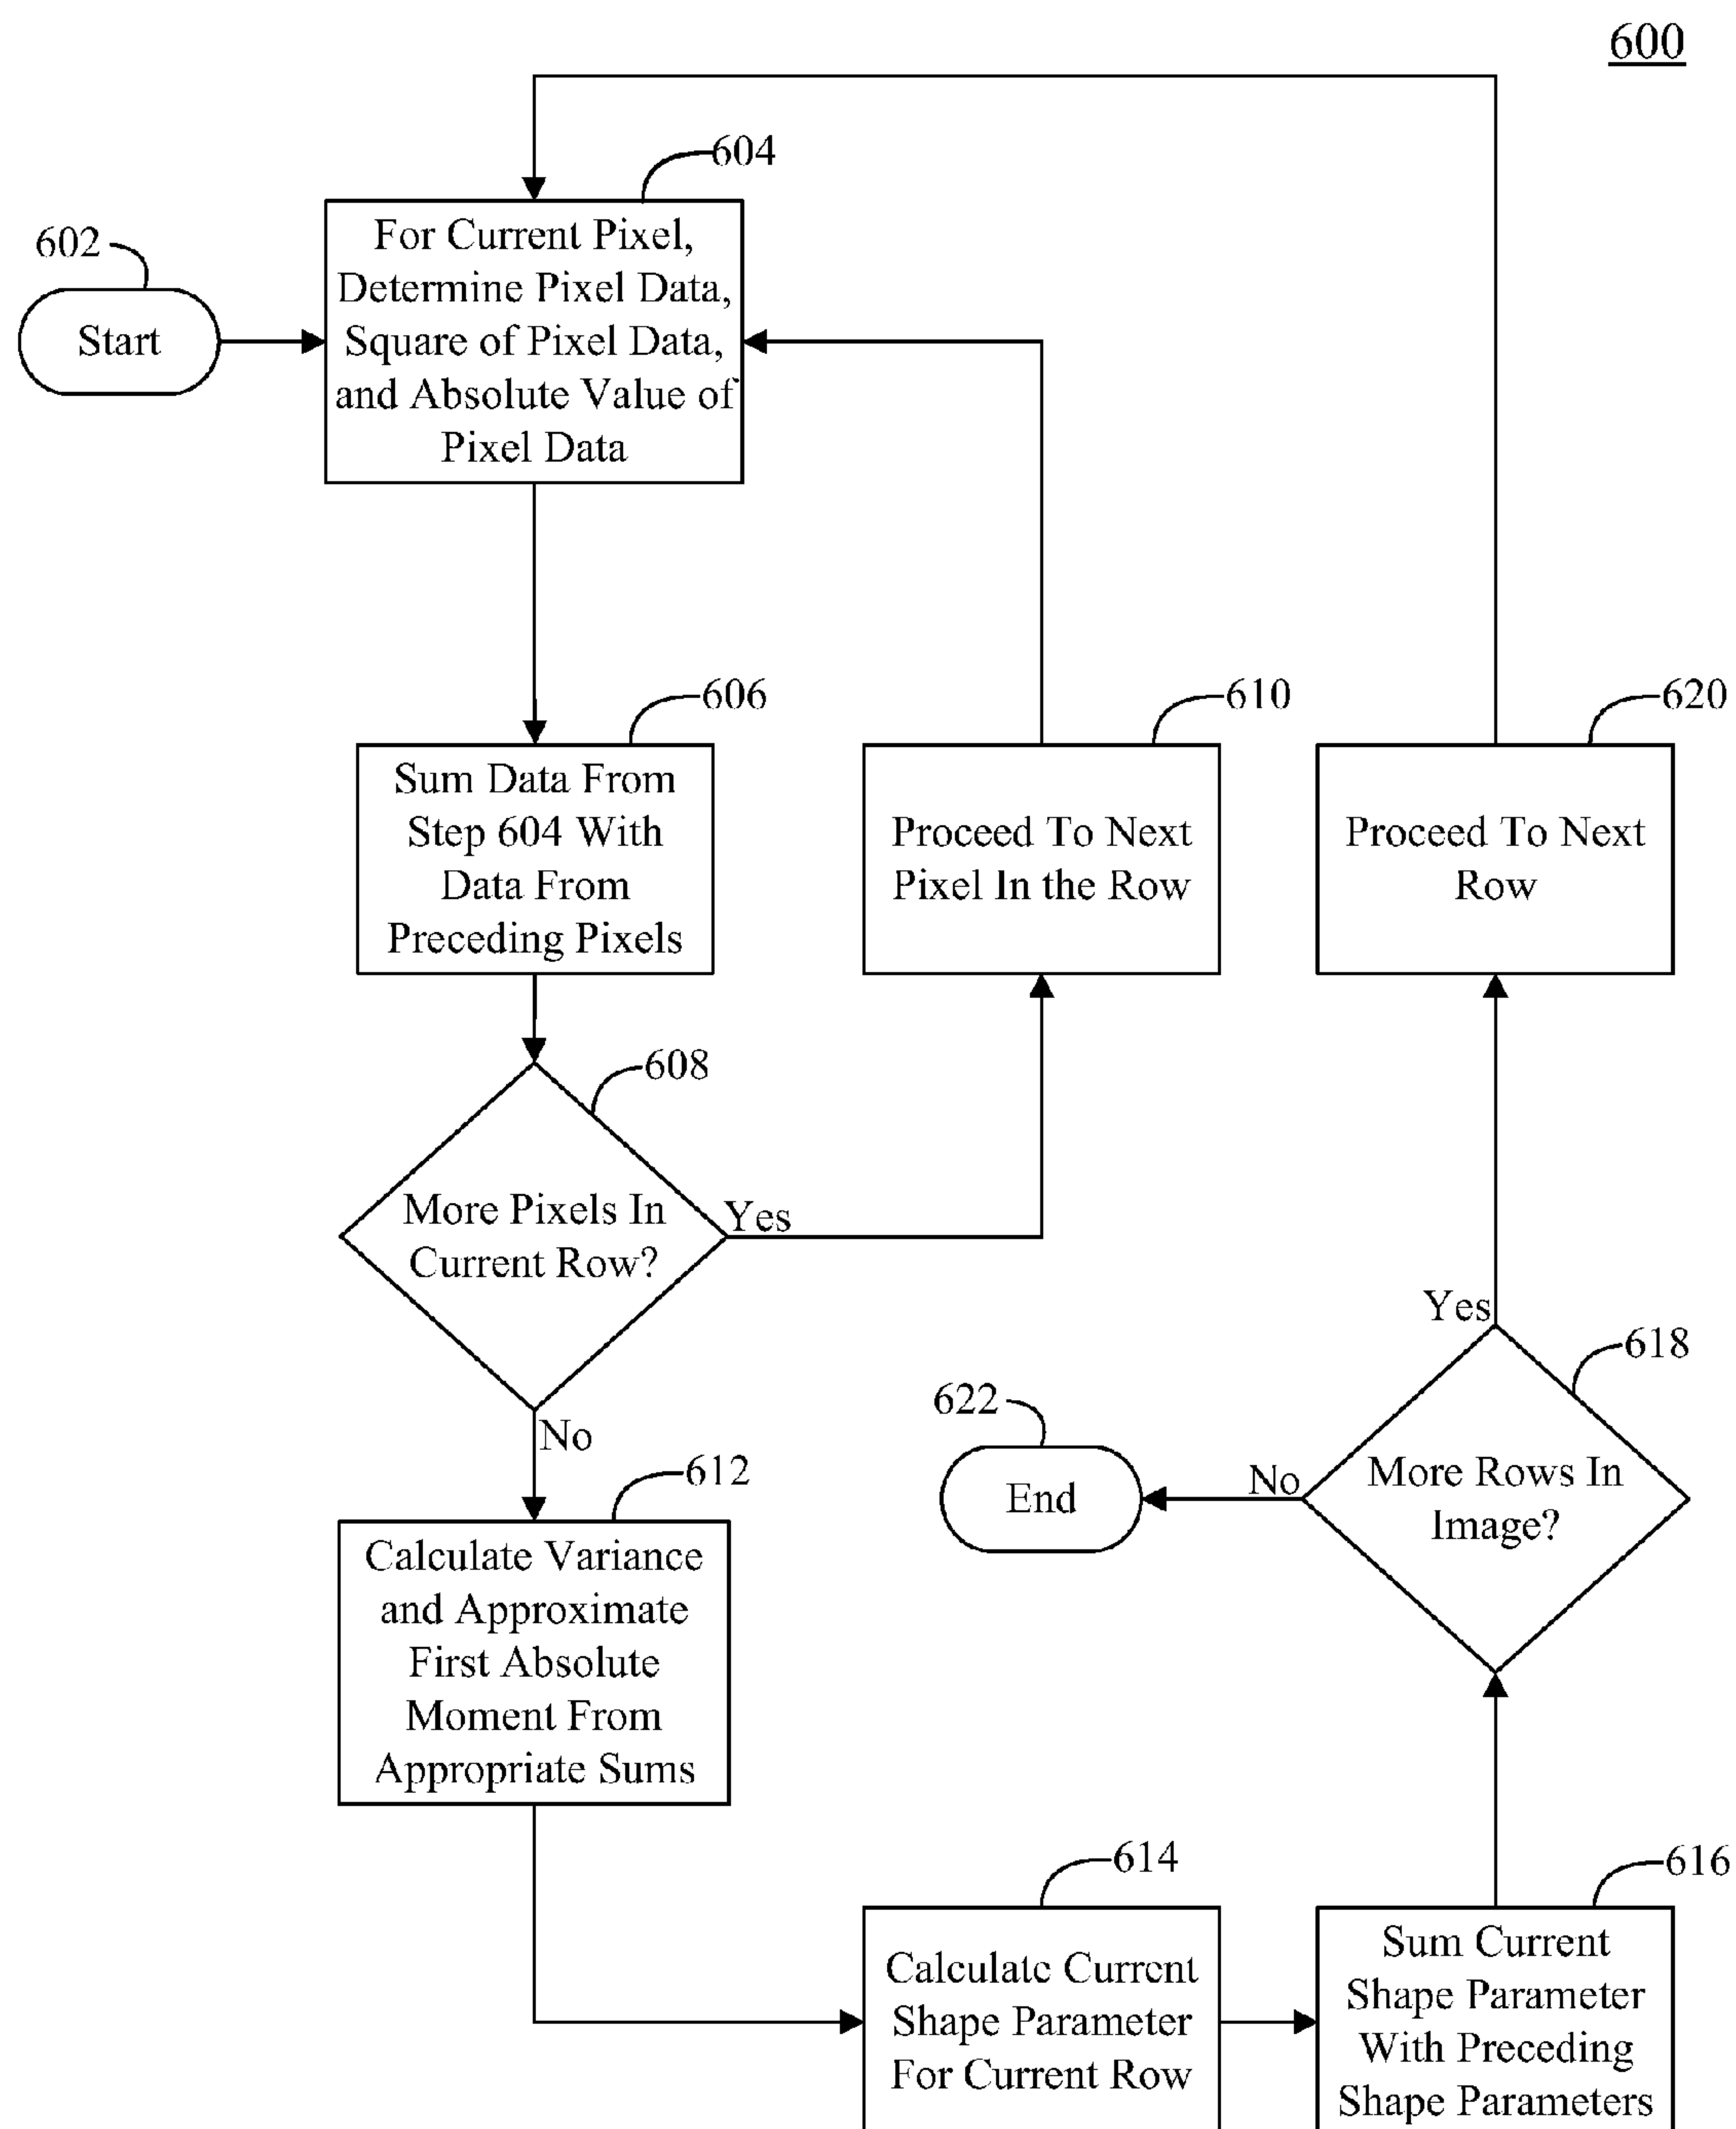 600
604
For Current Pixel,
Determine Pixel Data,
Square of Pixel Data,
and Absolute Value of
Pixel Data
602
Start
606
Sum Data From
Step 604 With
Data From
Preceding Pixels
610
Proceed To Next
Pixel In the Row
620
Proceed To Next
Row
608
More Pixels In
Current Row?
Yes
No
612
Calculate Variance
and Approximate
First Absolute
Moment From
Appropriate Sums
614
Calculate Current
Shape Parameter
For Current Row
616
Sum Current
Shape Parameter
With Preceding
Shape Parameters
618
More Rows In
Image?
Yes
No
622
End